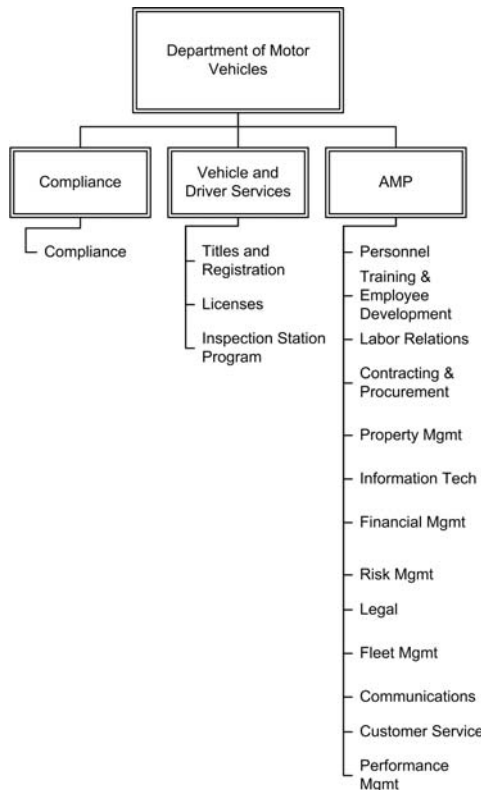 Department of Motor
Vehicles
Compliance
Vehicle and
Driver Services
AMP
Compliance
Titles and
Registration
Licenses
Inspection Station
Program
Personnel
Training &
Employee
Development
Labor Relations
Contracting &
Procurement
Property Mgmt
Information Tech
Financial Mgmt
Risk Mgmt
Legal
Fleet Mgmt
Communications
Customer Service
Performance
Mgmt